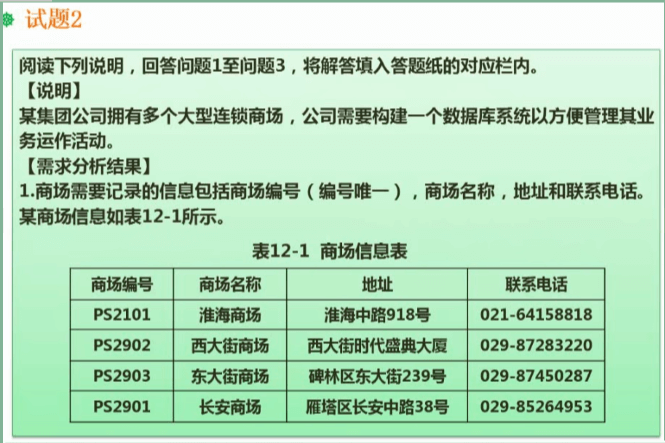 试题2
阅读下列说明，回答问题1至问题3，将解答填入答题纸的对应栏内。
【说明】
某集团公司拥有多个大型连锁商场，公司需要构建一个数据库系统以方便管理其业
务运作活动。
【需求分析结果】
1.商场需要记录的信息包括商场编号（编号唯一），商场名称，地址和联系电话。
某商场信息如表12-1所示。
表12-1 商场信息表
商场编号 商场名称 地址 联系电话
PS2101 淮海商场 淮海中路918号 021-64158818
PS2902 西大街商场 西大街时代盛典大厦 029-87283220
PS2903 东大街商场 碑林区东大街239号 029-87450287
PS2901 长安商场 雁塔区长安中路38号 029-85264953